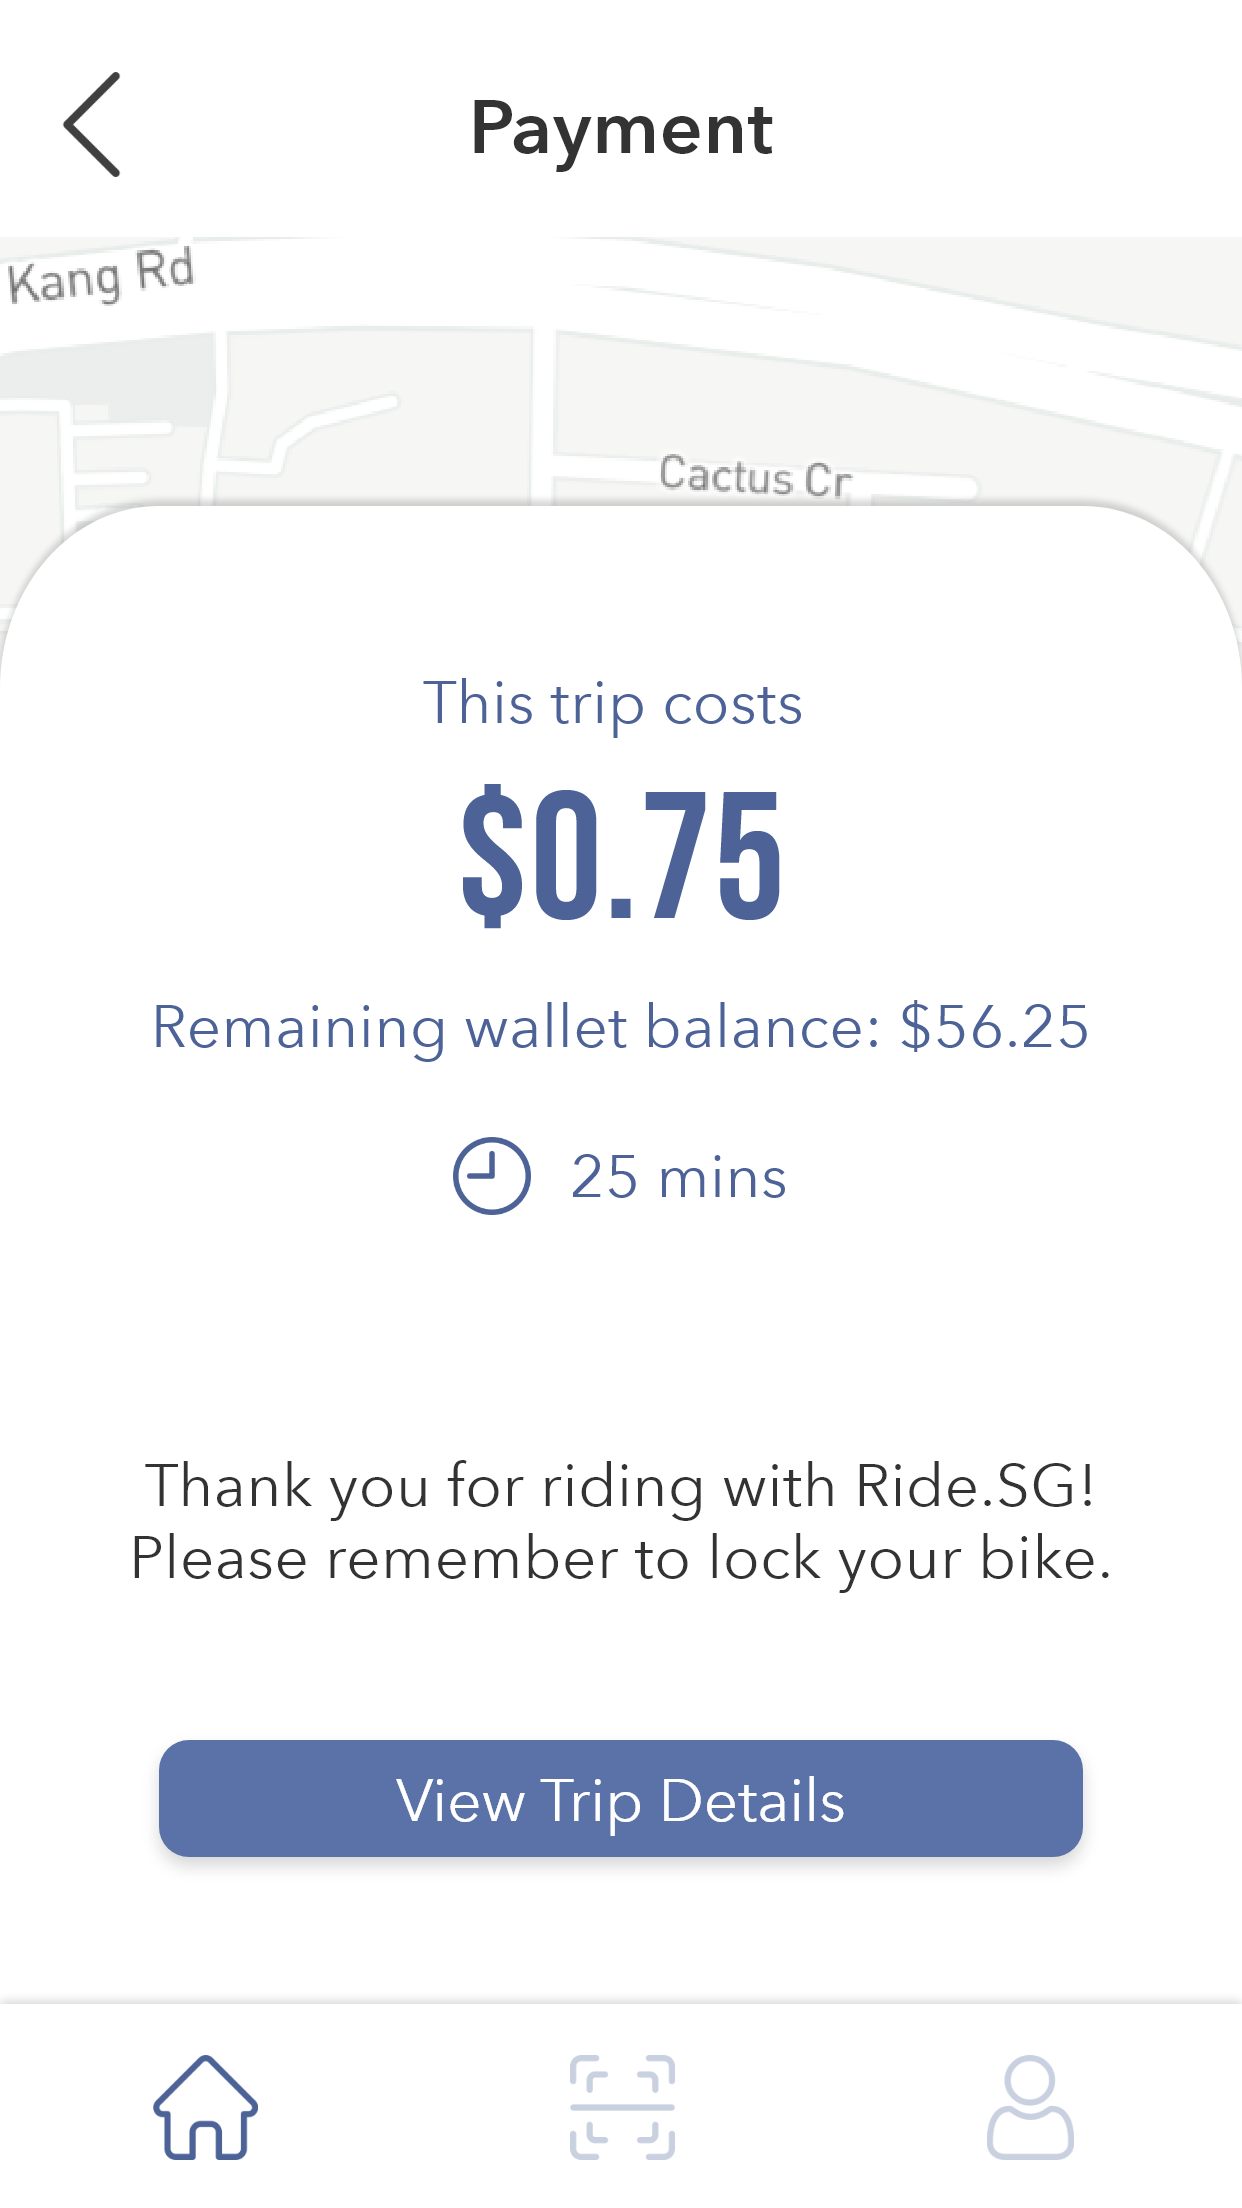 Payment
Kang Rd
Cactus Cr
This trip costs
$0.75
Remaining wallet balance: $56.25
25 mins
Thank you for riding with Ride.SG!
Please remember to lock your bike.
View Trip Details